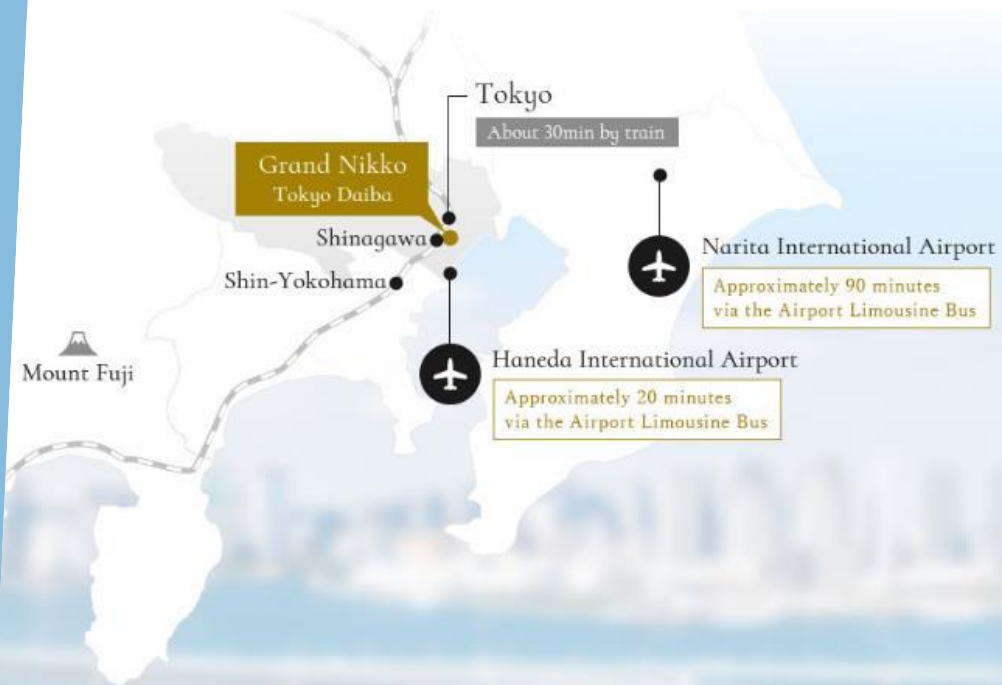 Tokyo
About 30min by train
Grand Nikko
Tokyo Daiba
Shinagawa
Shin-Yokohama
Narita International Airport
Approximately 90 minutes
via the Airport Limousine Bus
Mount Fuji
Haneda International Airport
Approximately 20 minutes
via the Airport Limousine Bus